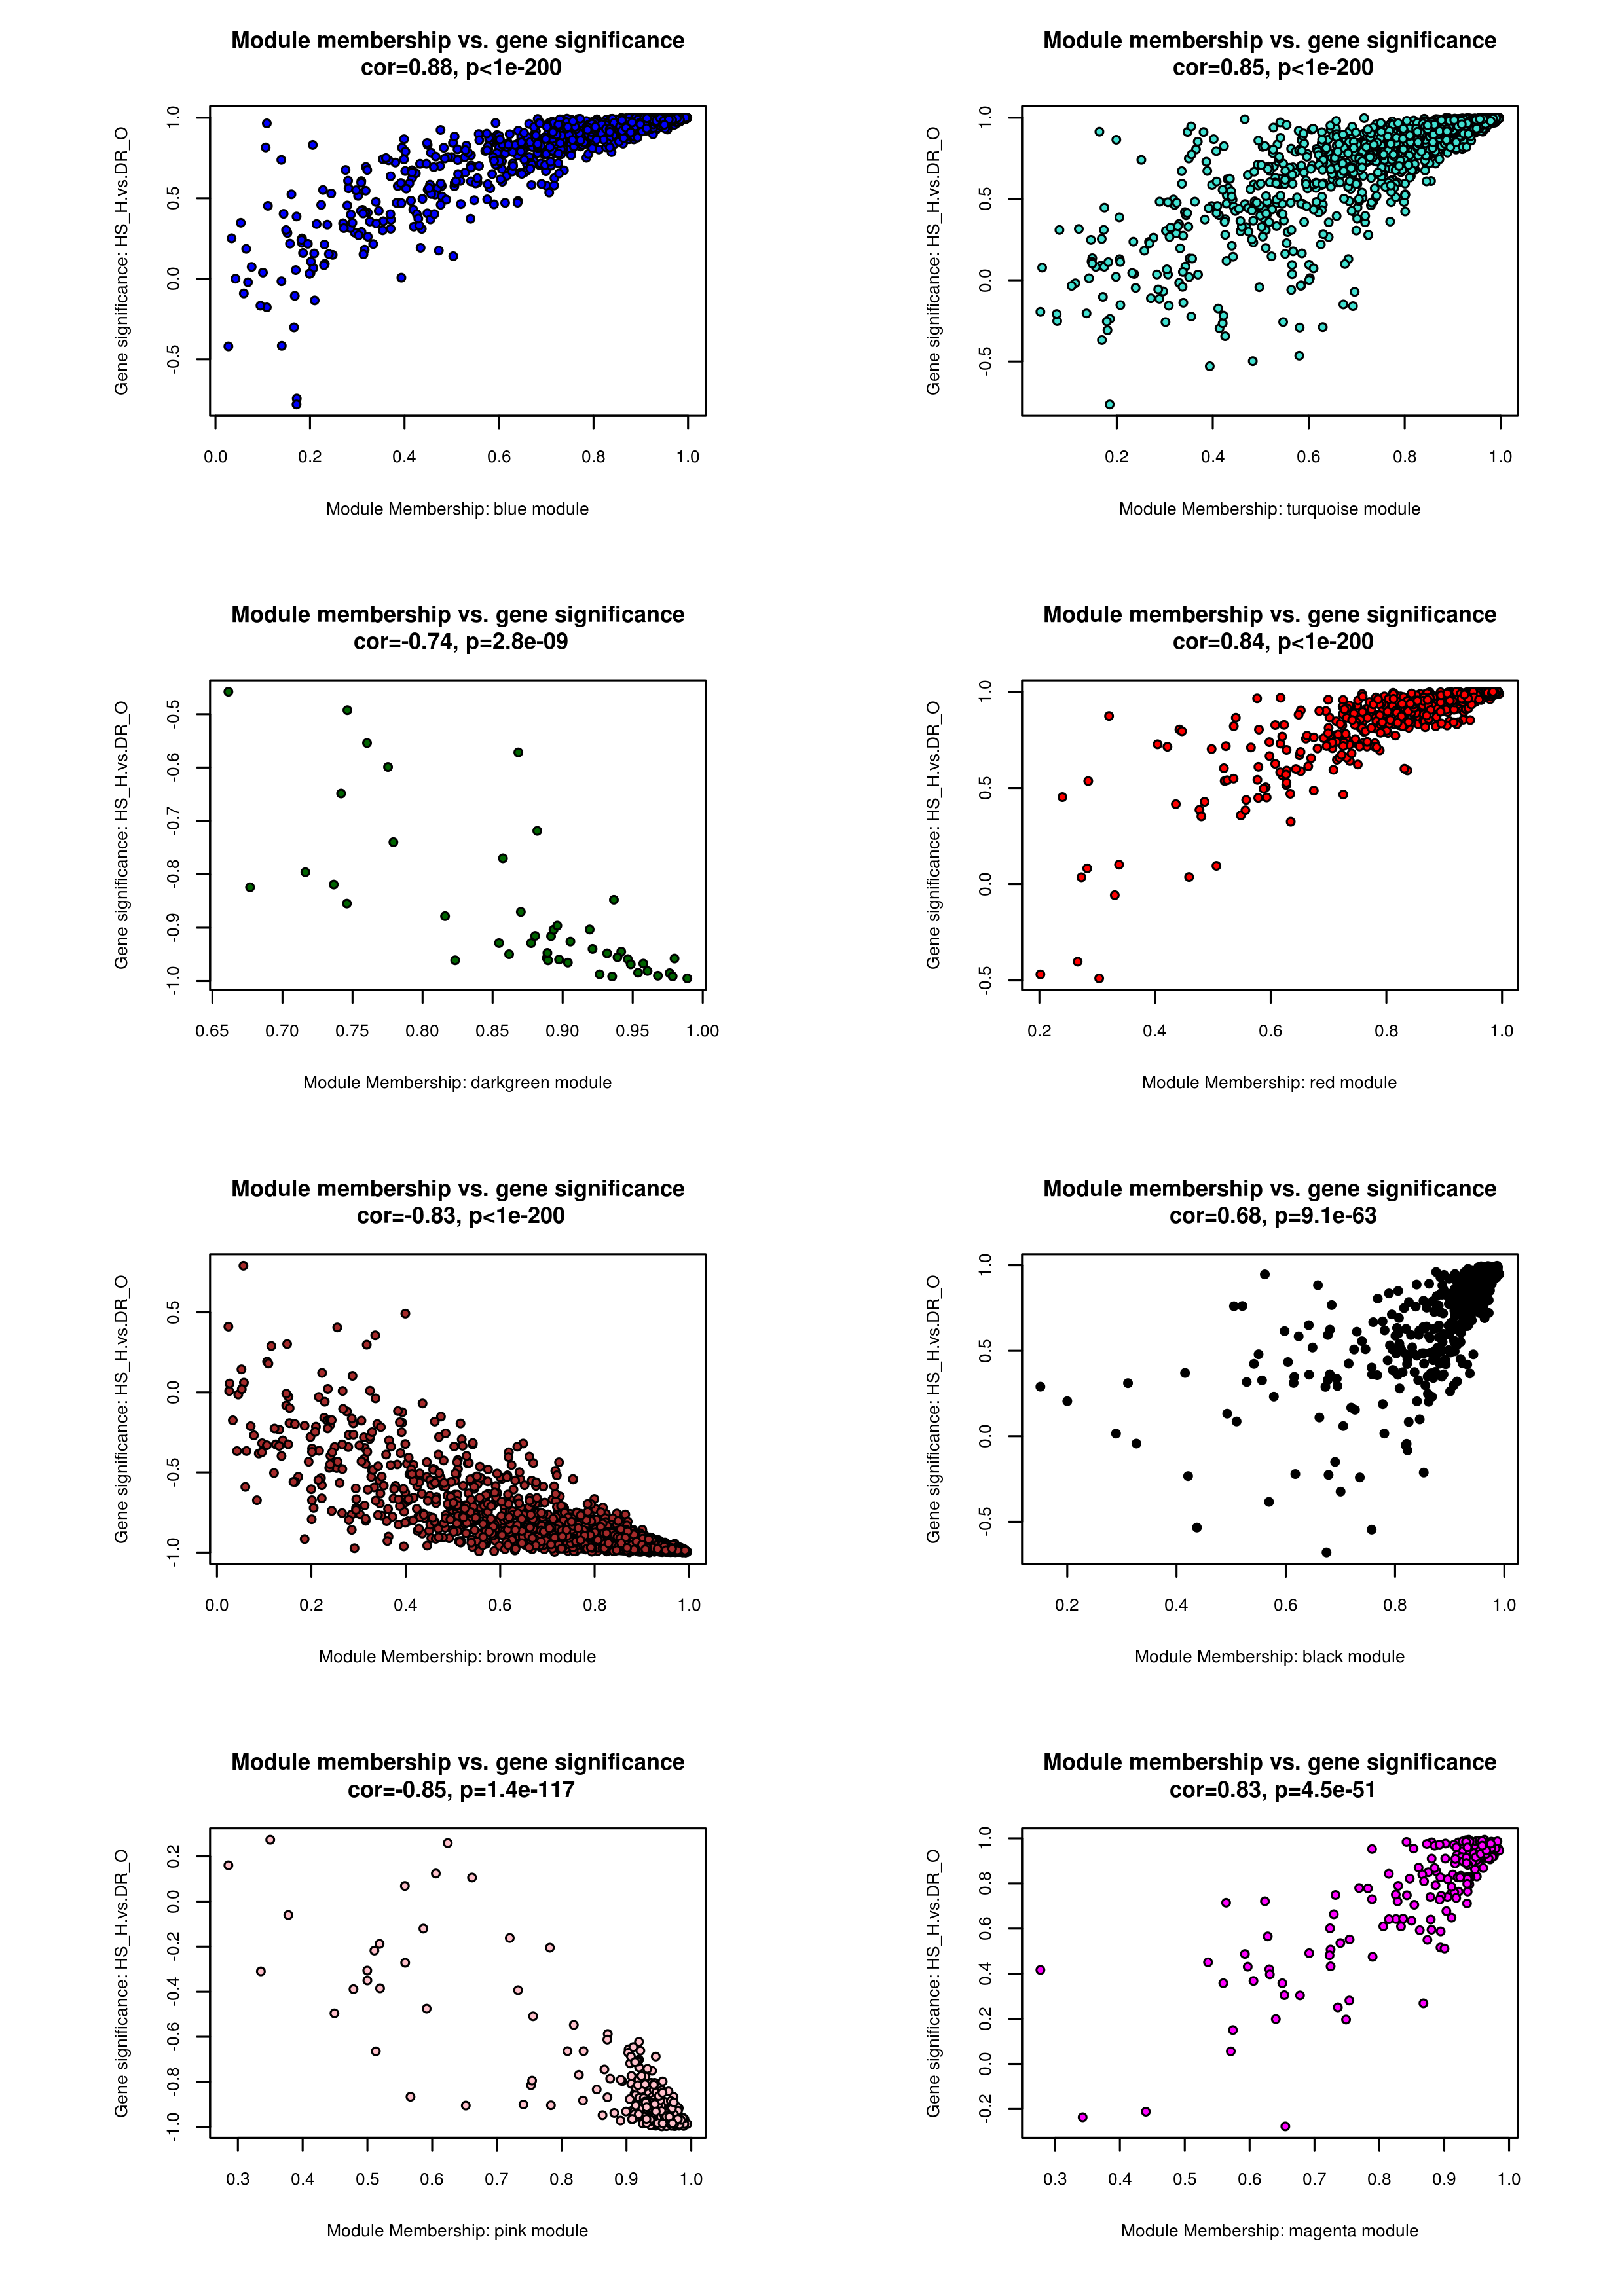 Module membership vs. gene significance
cor=0.88, p<1e-200
Gene significance: HS_H.vs.DR_O
1.0
0.5
0.0
-0.5
0.0 0.2 0.4 0.6 0.8 1.0
Module Membership: blue module
Module membership vs. gene significance
cor=0.85, p<1e-200
Gene significance: HS_H.vs.DR_O
1.0
0.5
0.0
-0.5
0.2 0.4 0.6 0.8 1.0
Module Membership: turquoise module
Module membership vs. gene significance
cor=-0.74, p=2.8e-09
Gene significance: HS_H.vs.DR_O
-0.5
-0.6
-0.7
-0.8
-0.9
-1.0
0.65 0.70 0.75 0.80 0.85 0.90 0.95 1.00
Module Membership: darkgreen module
Module membership vs. gene significance
cor=0.84, p<1e-200
Gene significance: HS_H.vs.DR_O
1.0
0.5
0.0
-0.5
0.2 0.4 0.6 0.8 1.0
Module Membership: red module
Module membership vs. gene significance
cor=-0.83, p<1e-200
Gene significance: HS_H.vs.DR_O
0.5
0.0
-0.5
-1.0
0.0 0.2 0.4 0.6 0.8 1.0
Module Membership: brown module
Module membership vs. gene significance
cor=0.68, p=9.1e-63
Gene significance: HS_H.vs.DR_O
1.0
0.5
0.0
-0.5
0.2 0.4 0.6 0.8 1.0
Module Membership: black module
Module membership vs. gene significance
cor=-0.85, p=1.4e-117
Gene significance: HS_H.vs.DR_O
0.2
0.0
-0.2
-0.4
-0.6
-0.8
-1.0
0.3 0.4 0.5 0.6 0.7 0.8 0.9 1.0
Module Membership: pink module
Module membership vs. gene significance
cor=0.83, p=4.5e-51
Gene significance: HS_H.vs.DR_O
1.0
0.8
0.6
0.4
0.2
0.0
-0.2
0.3 0.4 0.5 0.6 0.7 0.8 0.9 1.0
Module Membership: magenta module